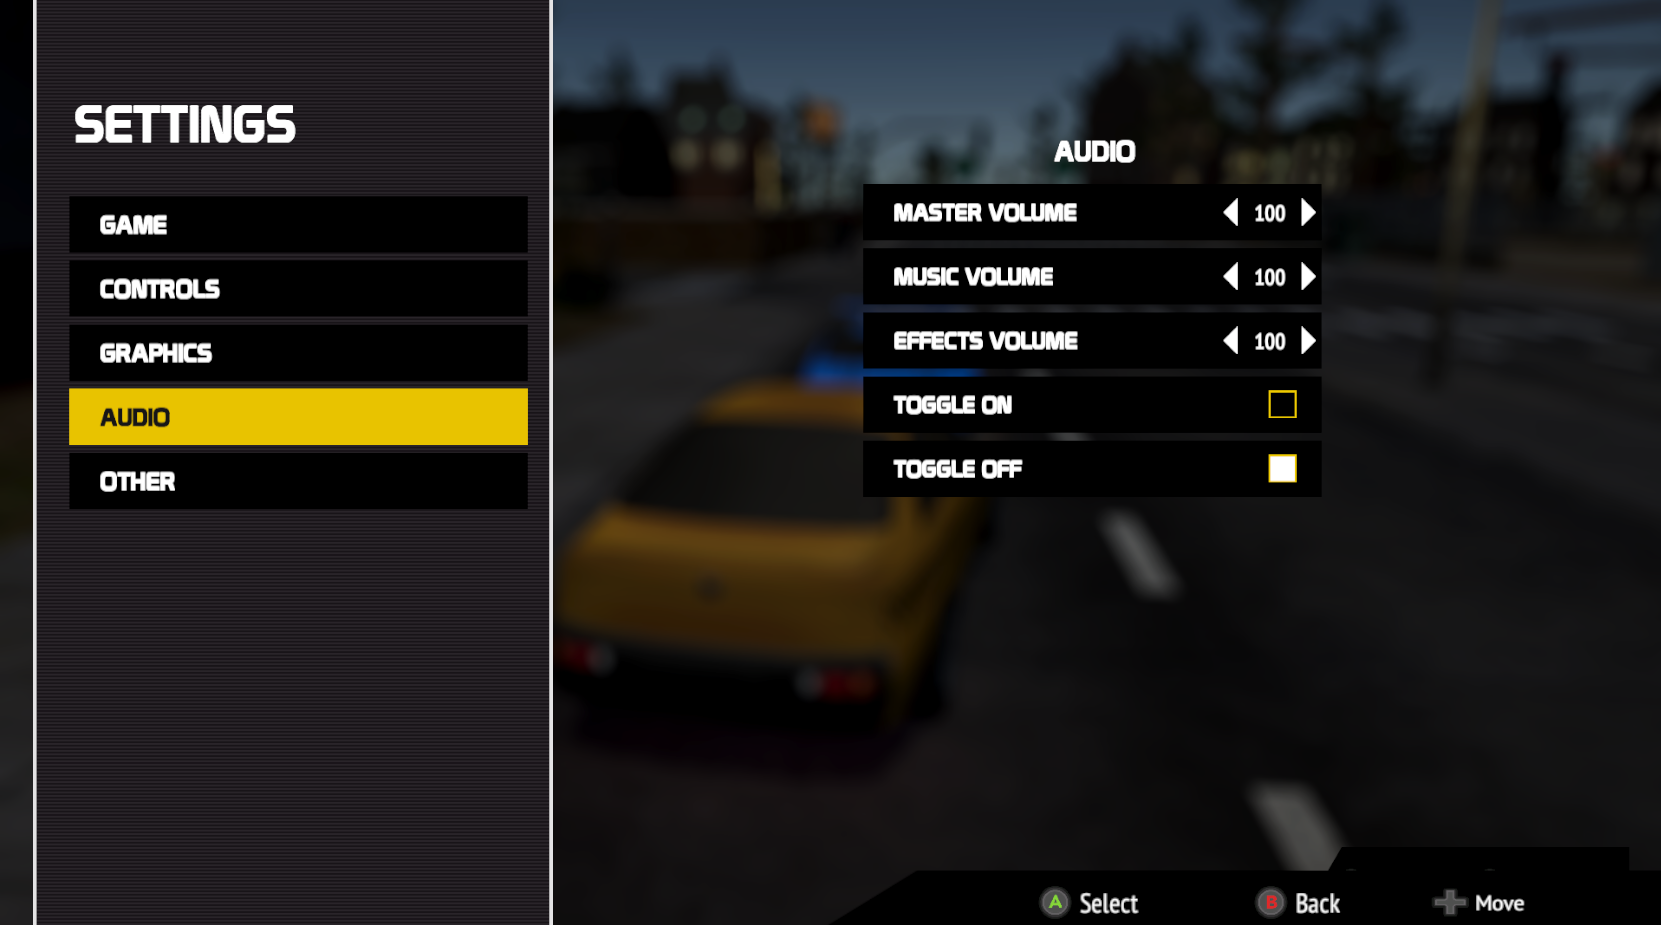 SETTINGS
GAME
CONTROLS
GRAPHICS
AUDIO
OTHER
AUDIO
MASTER VOLUME 100
MUSIC VOLUME 100
EFFECTS VOLUME 100
TOGGLE ON
TOGGLE OFF
A Select B Back Move